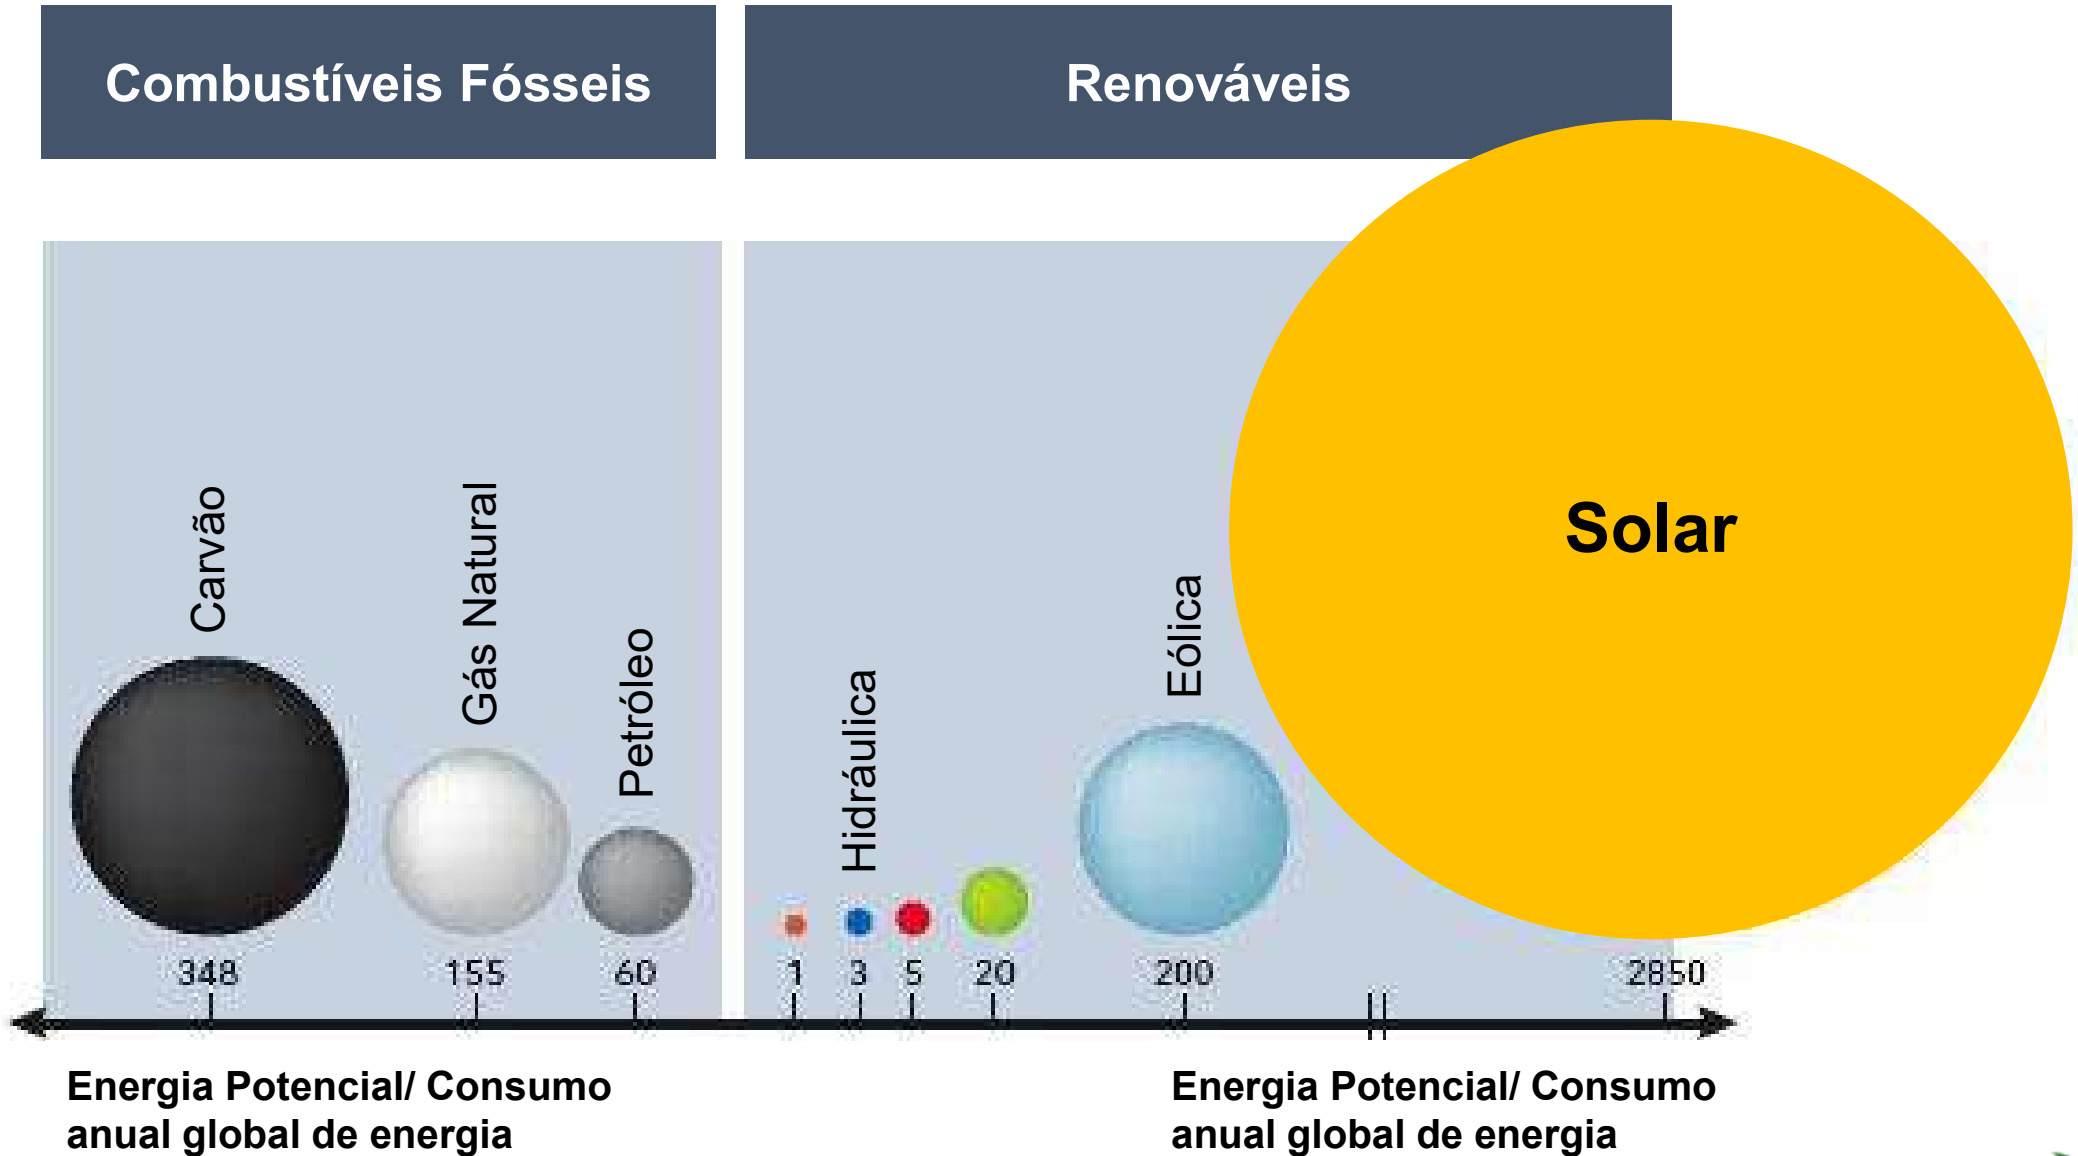 Combustíveis Fósseis
Renováveis
Carvão
Gás Natural
Petróleo
Hidráulica
Eólica
Solar
348
155
60
1
3
5
20
200
2850
Energia Potencial/ Consumo
anual global de energia
Energia Potencial/ Consumo
anual global de energia